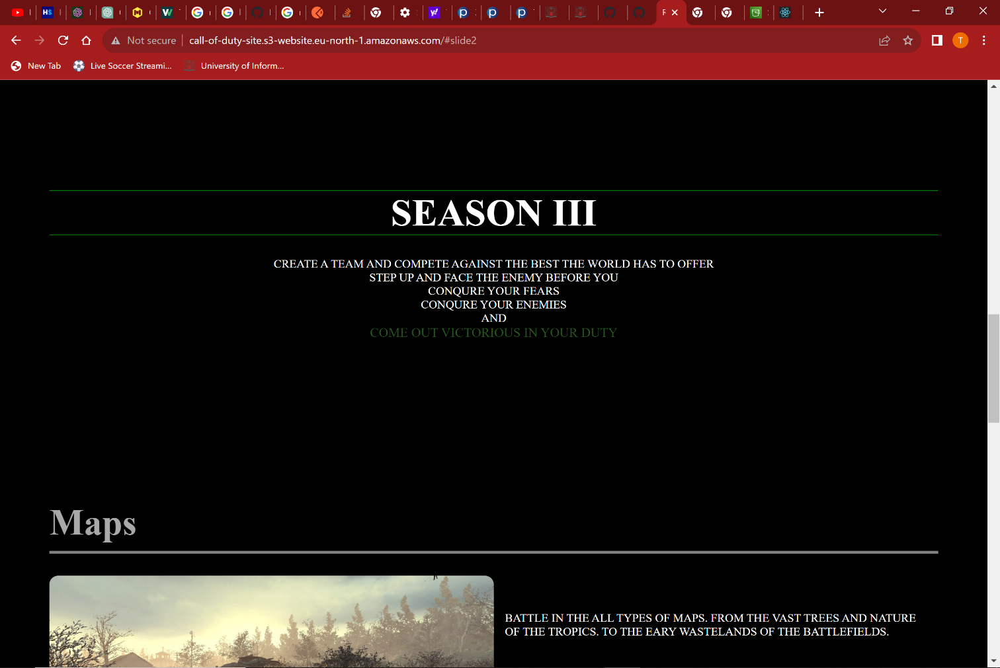 Not secure
call-of-duty-site.s3-website.eu-north-1.amazonaws.com/#slide2
T
New Tab
Live Soccer Streami...
University of Inform...
SEASON III
CREATE A TEAM AND COMPETE AGAINST THE BEST THE WORLD HAS TO OFFER
STEP UP AND FACE THE ENEMY BEFORE YOU
CONQURE YOUR FEARS
CONQURE YOUR ENEMIES
AND
COME OUT VICTORIOUS IN YOUR DUTY
Maps
BATTLE IN THE ALL TYPES OF MAPS. FROM THE VAST TREES AND NATURE
OF THE TROPICS. TO THE EARY WASTELANDS OF THE BATTLEFIELDS.